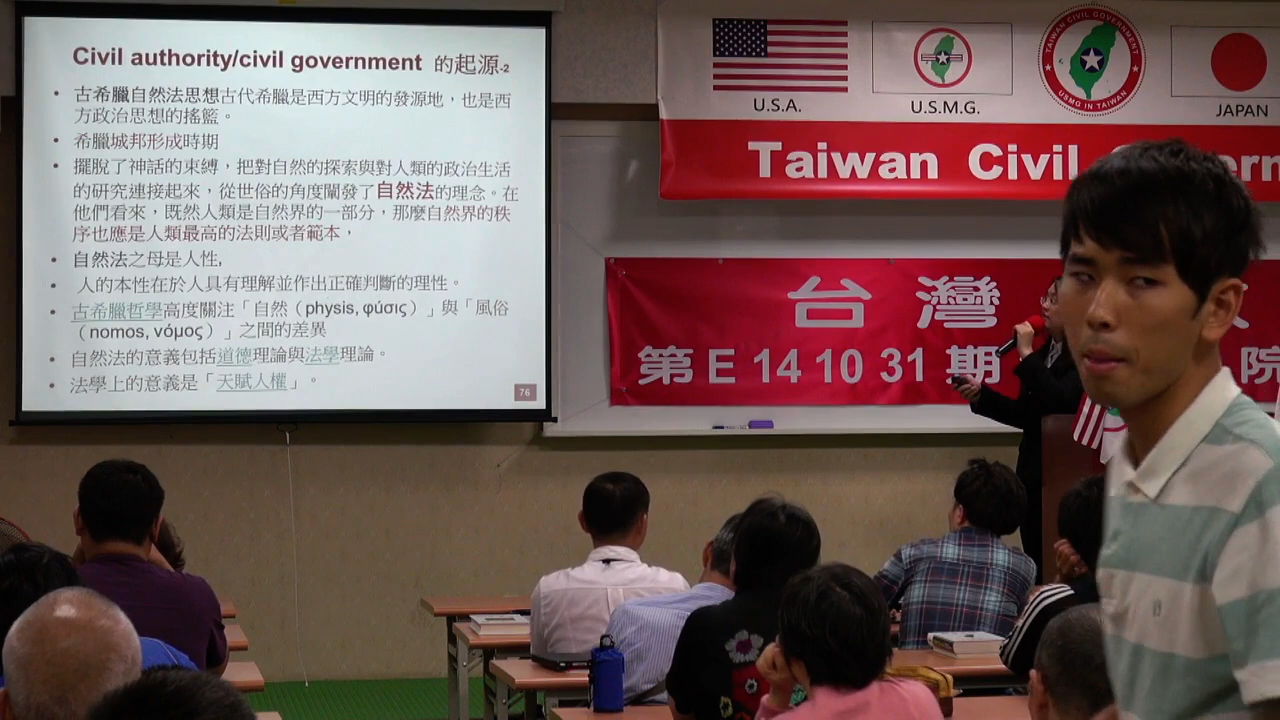 Civil authority/civil government 的起源-2
• 古希臘自然法思想古代希臘是西方文明的發源地，也是西
方政治思想的搖籃。
• 希臘城邦形成時期
• 擺脫了神話的束縛，把對自然的探索與對人類的政治生活
的研究連接起來，從世俗的角度闡發了自然法的理念。在
他們看來，既然人類是自然界的一部分，那麼自然界的秩
序也應是人類最高的法則或者範本，
• 自然法之母是人性,
• 人的本性在於人具有理解並作出正確判斷的理性。
• 古希臘哲學高度關注「自然（physis, φύσις）」與「風俗
（nomos, νόμος）」之間的差異
• 自然法的意義包括道德理論與法學理論。
• 法學上的意義是「天賦人權」。
76
U.S.A.
U.S.M.G.
TAIWAN CIVIL GOVERNMENT
USMG IN TAIWAN
JAPAN
Taiwan Civil Govern
台灣
第E 14 10 31 期 院